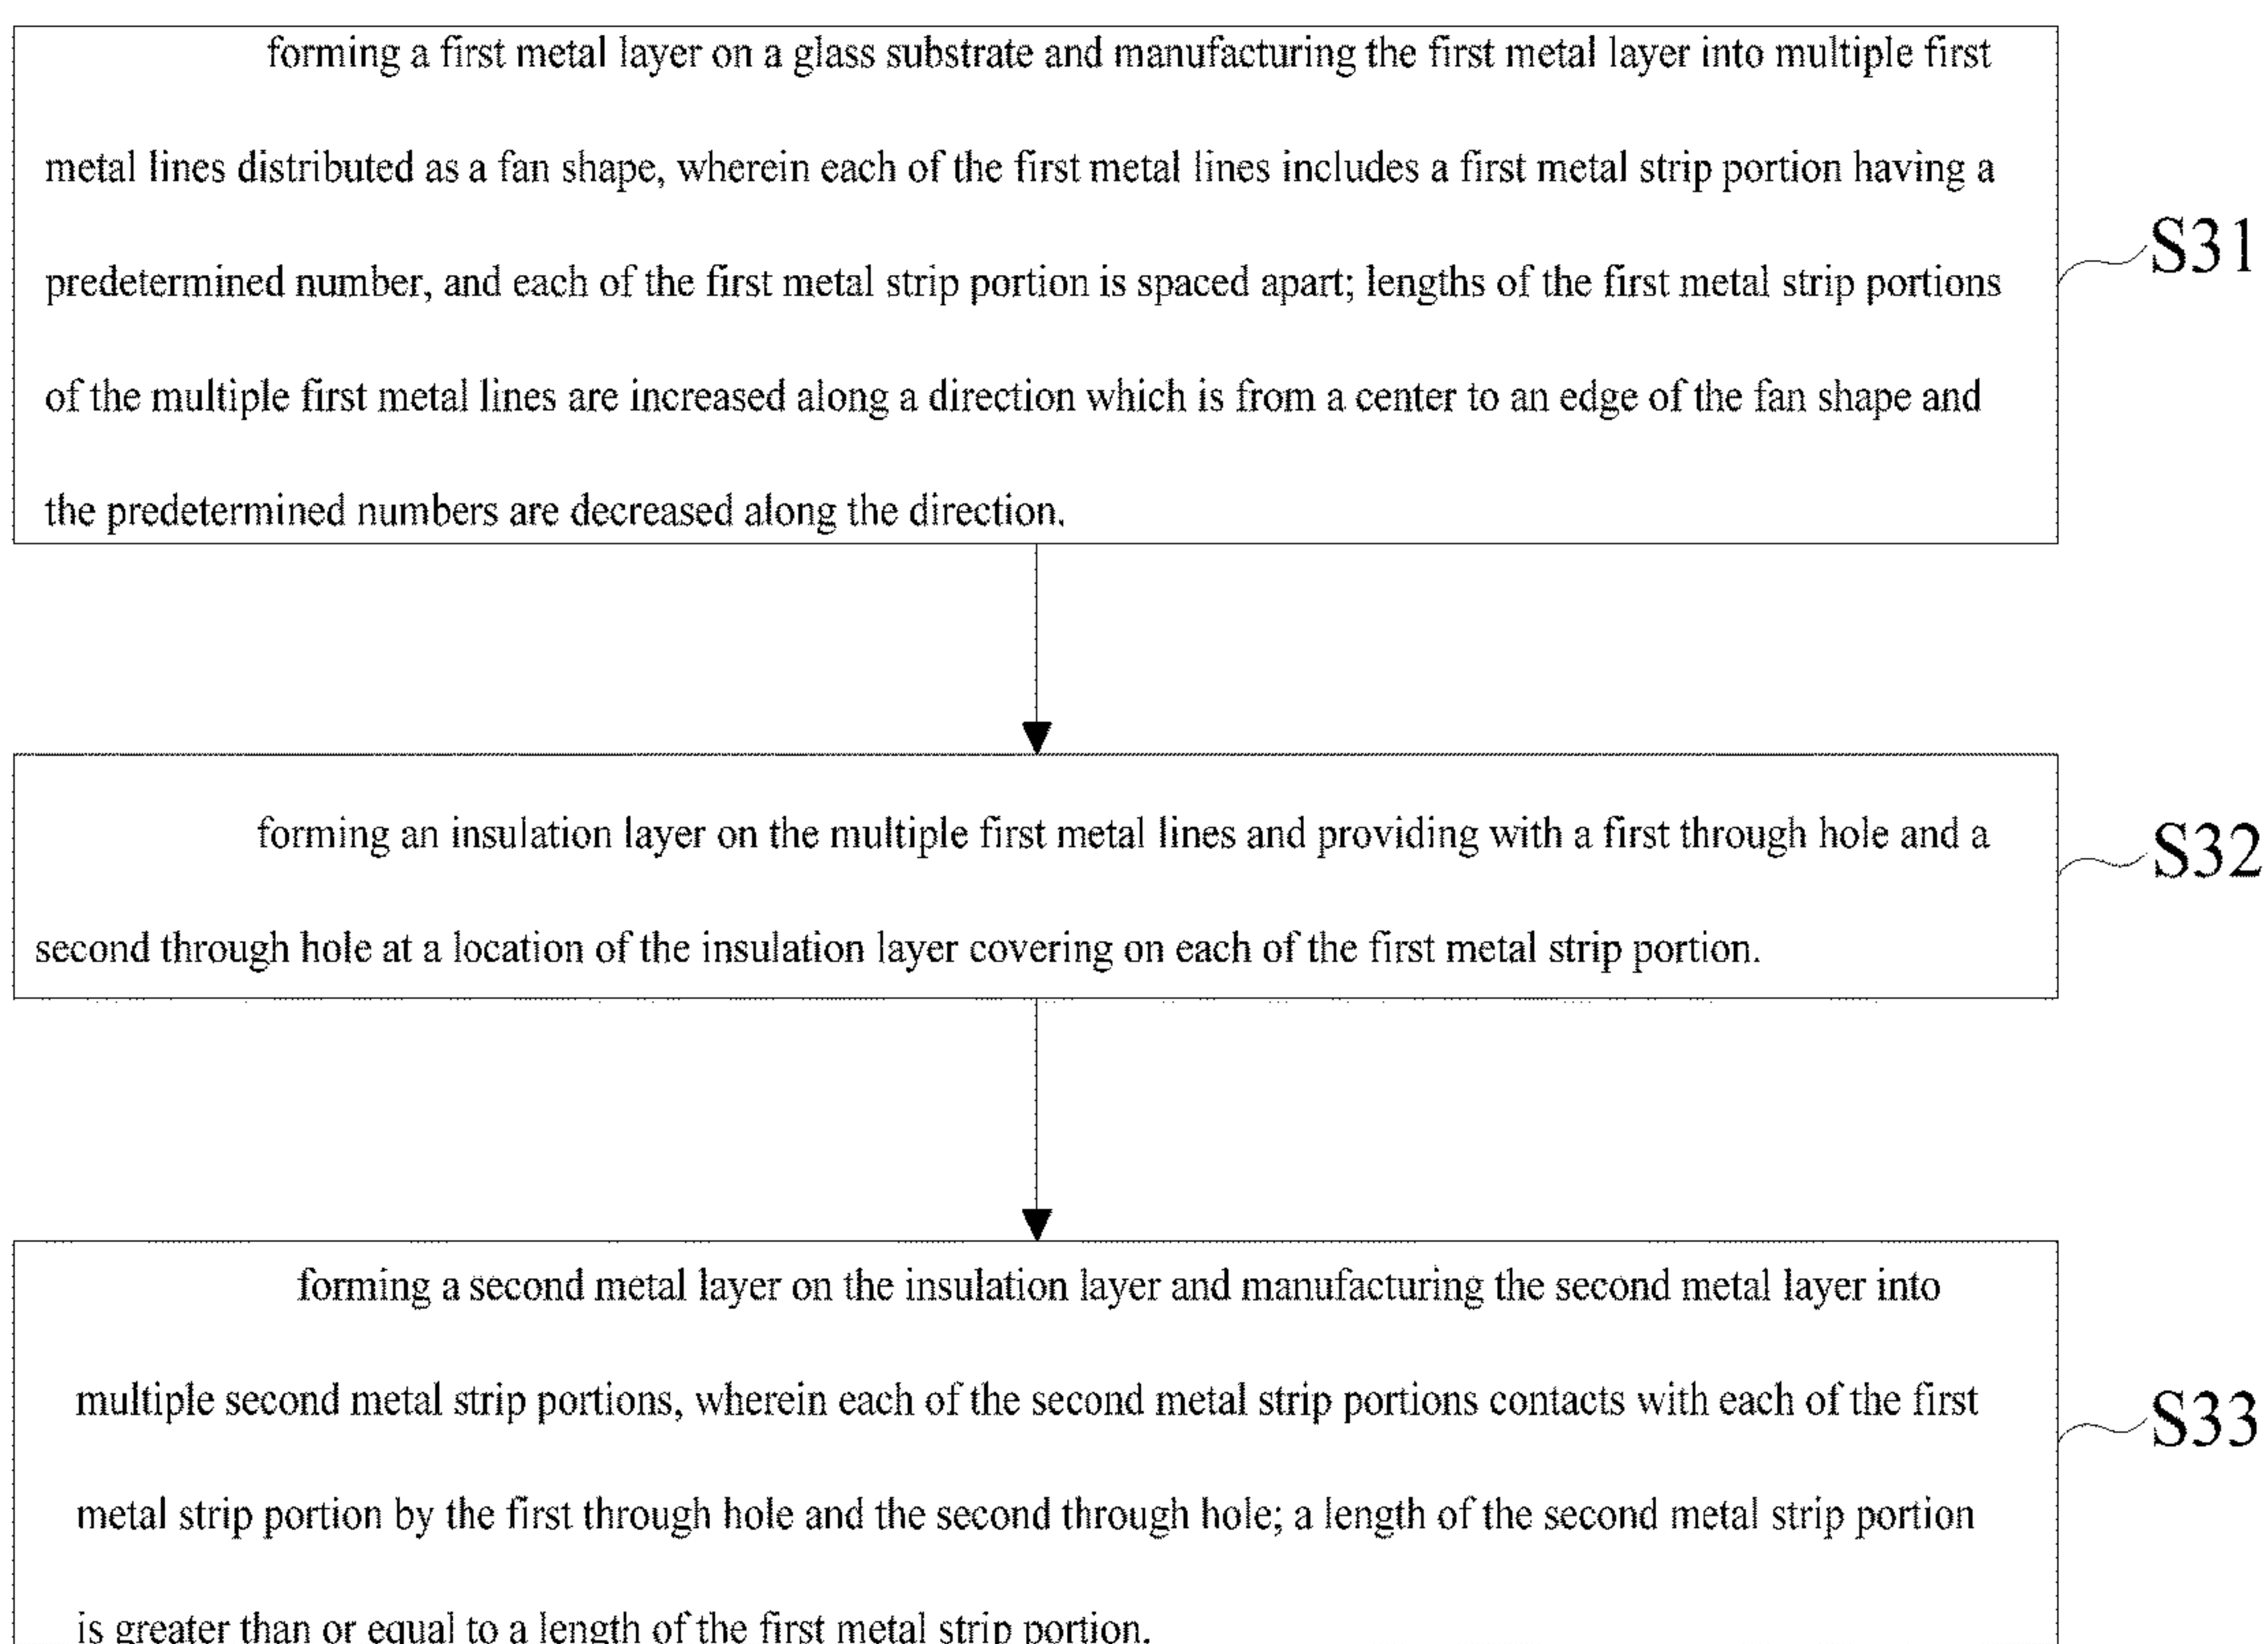 forming a first metal layer on a glass substrate and manufacturing the first metal layer into multiple first
metal lines distributed as a fan shape, wherein each of the first metal lines includes a first metal strip portion having a
predetermined number, and each of the first metal strip portion is spaced apart; lengths of the first metal strip portions
of the multiple first metal lines are increased along a direction which is from a center to an edge of the fan shape and
the predetermined numbers are decreased along the direction.
S31
forming an insulation layer on the multiple first metal lines and providing with a first through hole and a
second through hole at a location of the insulation layer covering on each of the first metal strip portion.
S32
forming a second metal layer on the insulation layer and manufacturing the second metal layer into
multiple second metal strip portions, wherein each of the second metal strip portions contacts with each of the first
metal strip portion by the first through hole and the second through hole; a length of the second metal strip portion
is greater than or equal to a length of the first metal strip portion.
S33